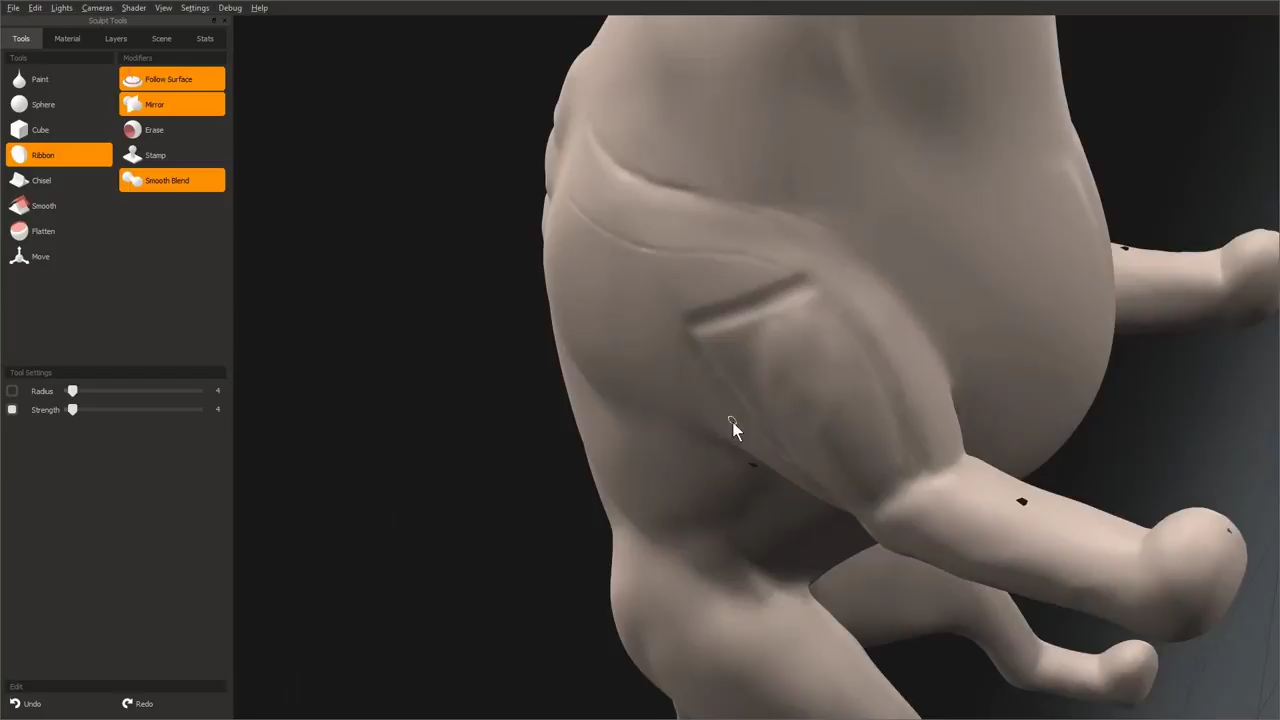 File Edit Lights Cameras Shader View Settings Debug Help
Sculpt Tools
Tools Material Layers Scene Stats
Tools Modifiers
Paint Follow Surface
Sphere Mirror
Cube Erase
Ribbon Stamp
Chisel Smooth Blend
Smooth
Flatten
Move
Tool Settings
Radius 4
Strength 4
Edit
Undo Redo